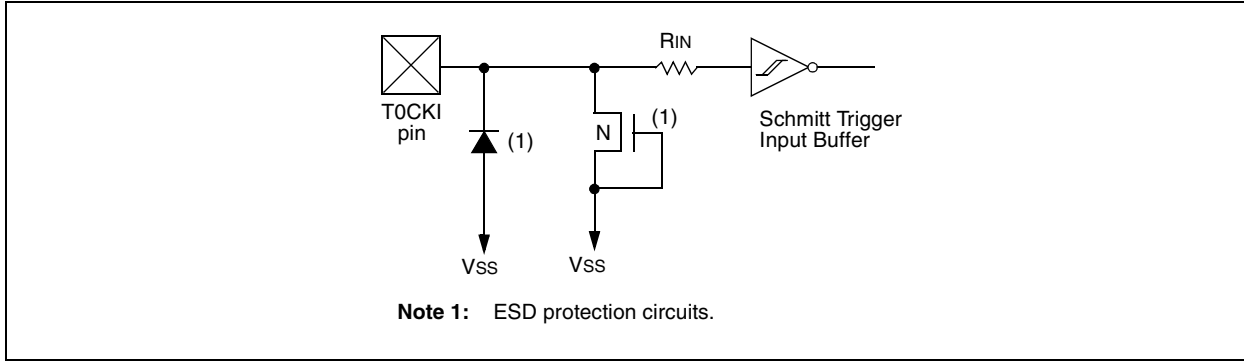 RIN
T0CKI
pin
(1)
N
(1)
Schmitt Trigger
Input Buffer
VSS
VSS
Note 1: ESD protection circuits.